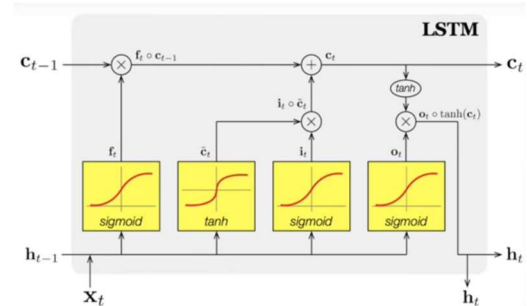 LSTM
c_{t−1}
f_t ∘ c_{t−1}
c_t
c_t
tanh
i_t ∘ c̃_t
o_t ∘ tanh(c_t)
f_t
c̃_t
i_t
o_t
sigmoid
tanh
sigmoid
sigmoid
h_{t−1}
h_t
x_t
h_t